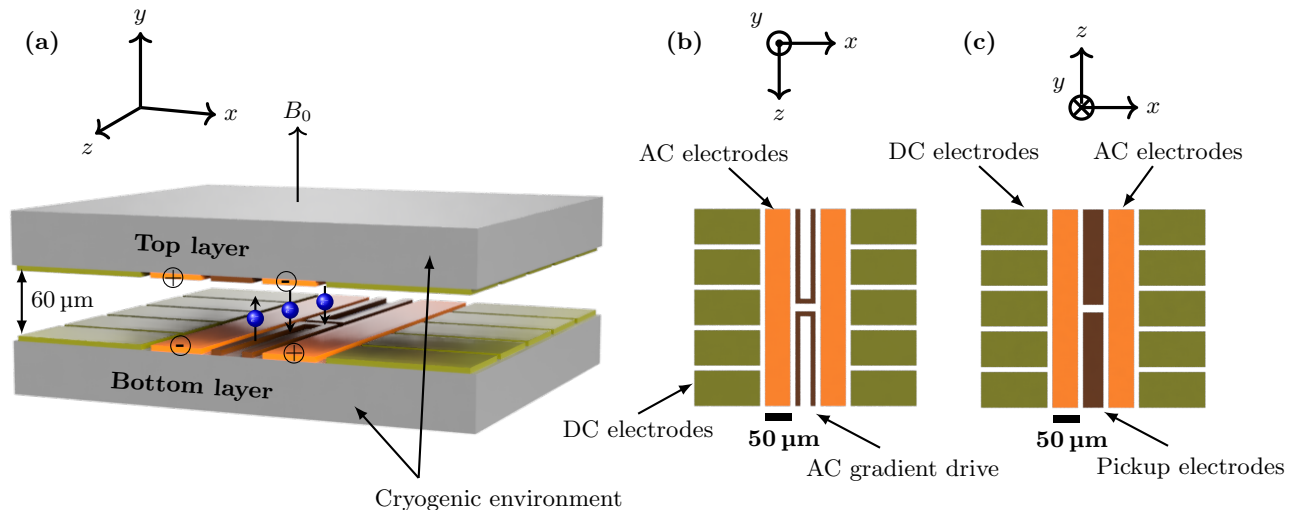 (a)
y
x
z
B₀
Top layer
+
-
60 µm
-
+
Bottom layer
Cryogenic environment
(b)
y
x
z
AC electrodes
DC electrodes
50 µm
AC gradient drive
(c)
z
y
x
DC electrodes
AC electrodes
50 µm
Pickup electrodes